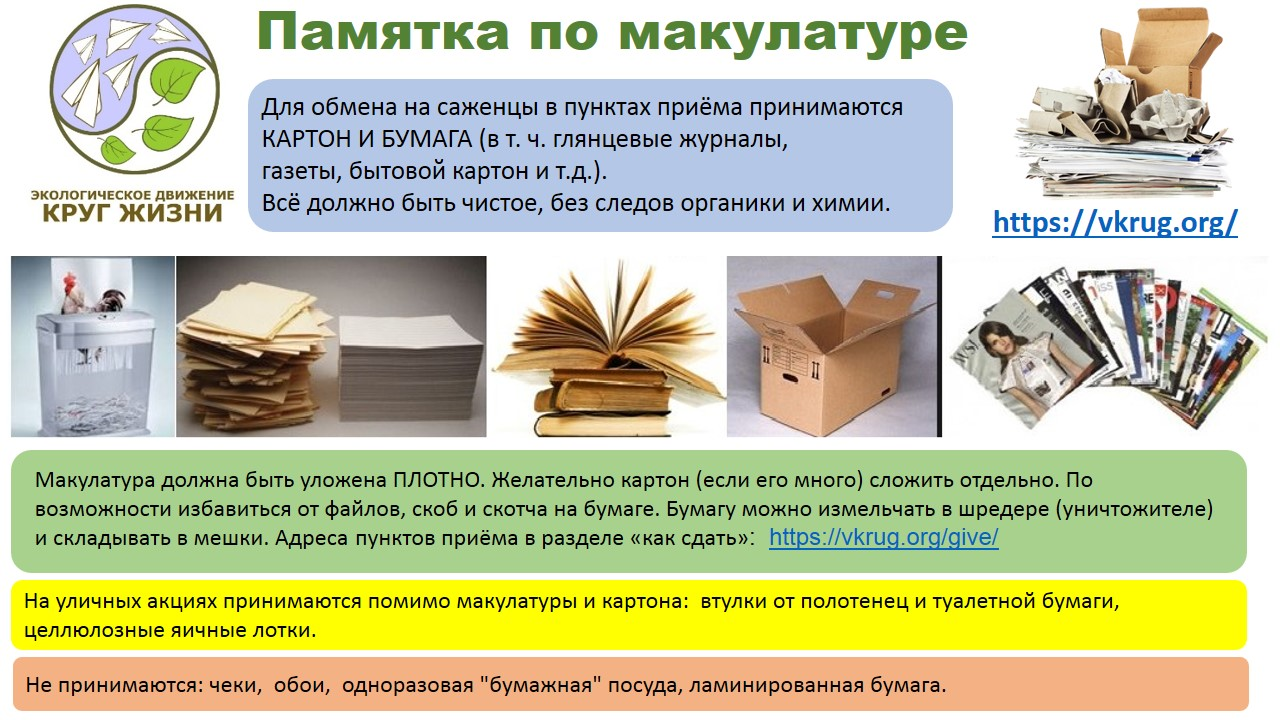 Памятка по макулатуре
ЭКОЛОГИЧЕСКОЕ ДВИЖЕНИЕ
КРУГ ЖИЗНИ
Для обмена на саженцы в пунктах приёма принимаются
КАРТОН И БУМАГА (в т. ч. глянцевые журналы,
газеты, бытовой картон и т.д.).
Всё должно быть чистое, без следов органики и химии.
https://vkrug.org/
Макулатура должна быть уложена ПЛОТНО. Желательно картон (если его много) сложить отдельно. По
возможности избавиться от файлов, скоб и скотча на бумаге. Бумагу можно измельчать в шредере (уничтожителе)
и складывать в мешки. Адреса пунктов приёма в разделе «как сдать»: https://vkrug.org/give/
На уличных акциях принимаются помимо макулатуры и картона: втулки от полотенец и туалетной бумаги,
целлюлозные яичные лотки.
Не принимаются: чеки, обои, одноразовая "бумажная" посуда, ламинированная бумага.